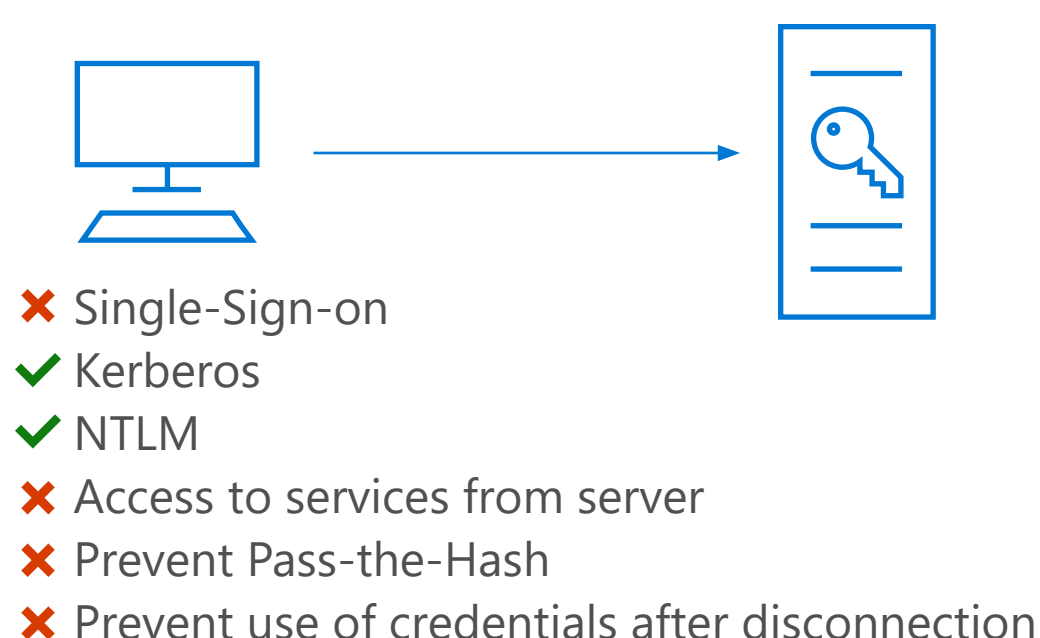 Single-Sign-on
Kerberos
NTLM
Access to services from server
Prevent Pass-the-Hash
Prevent use of credentials after disconnection